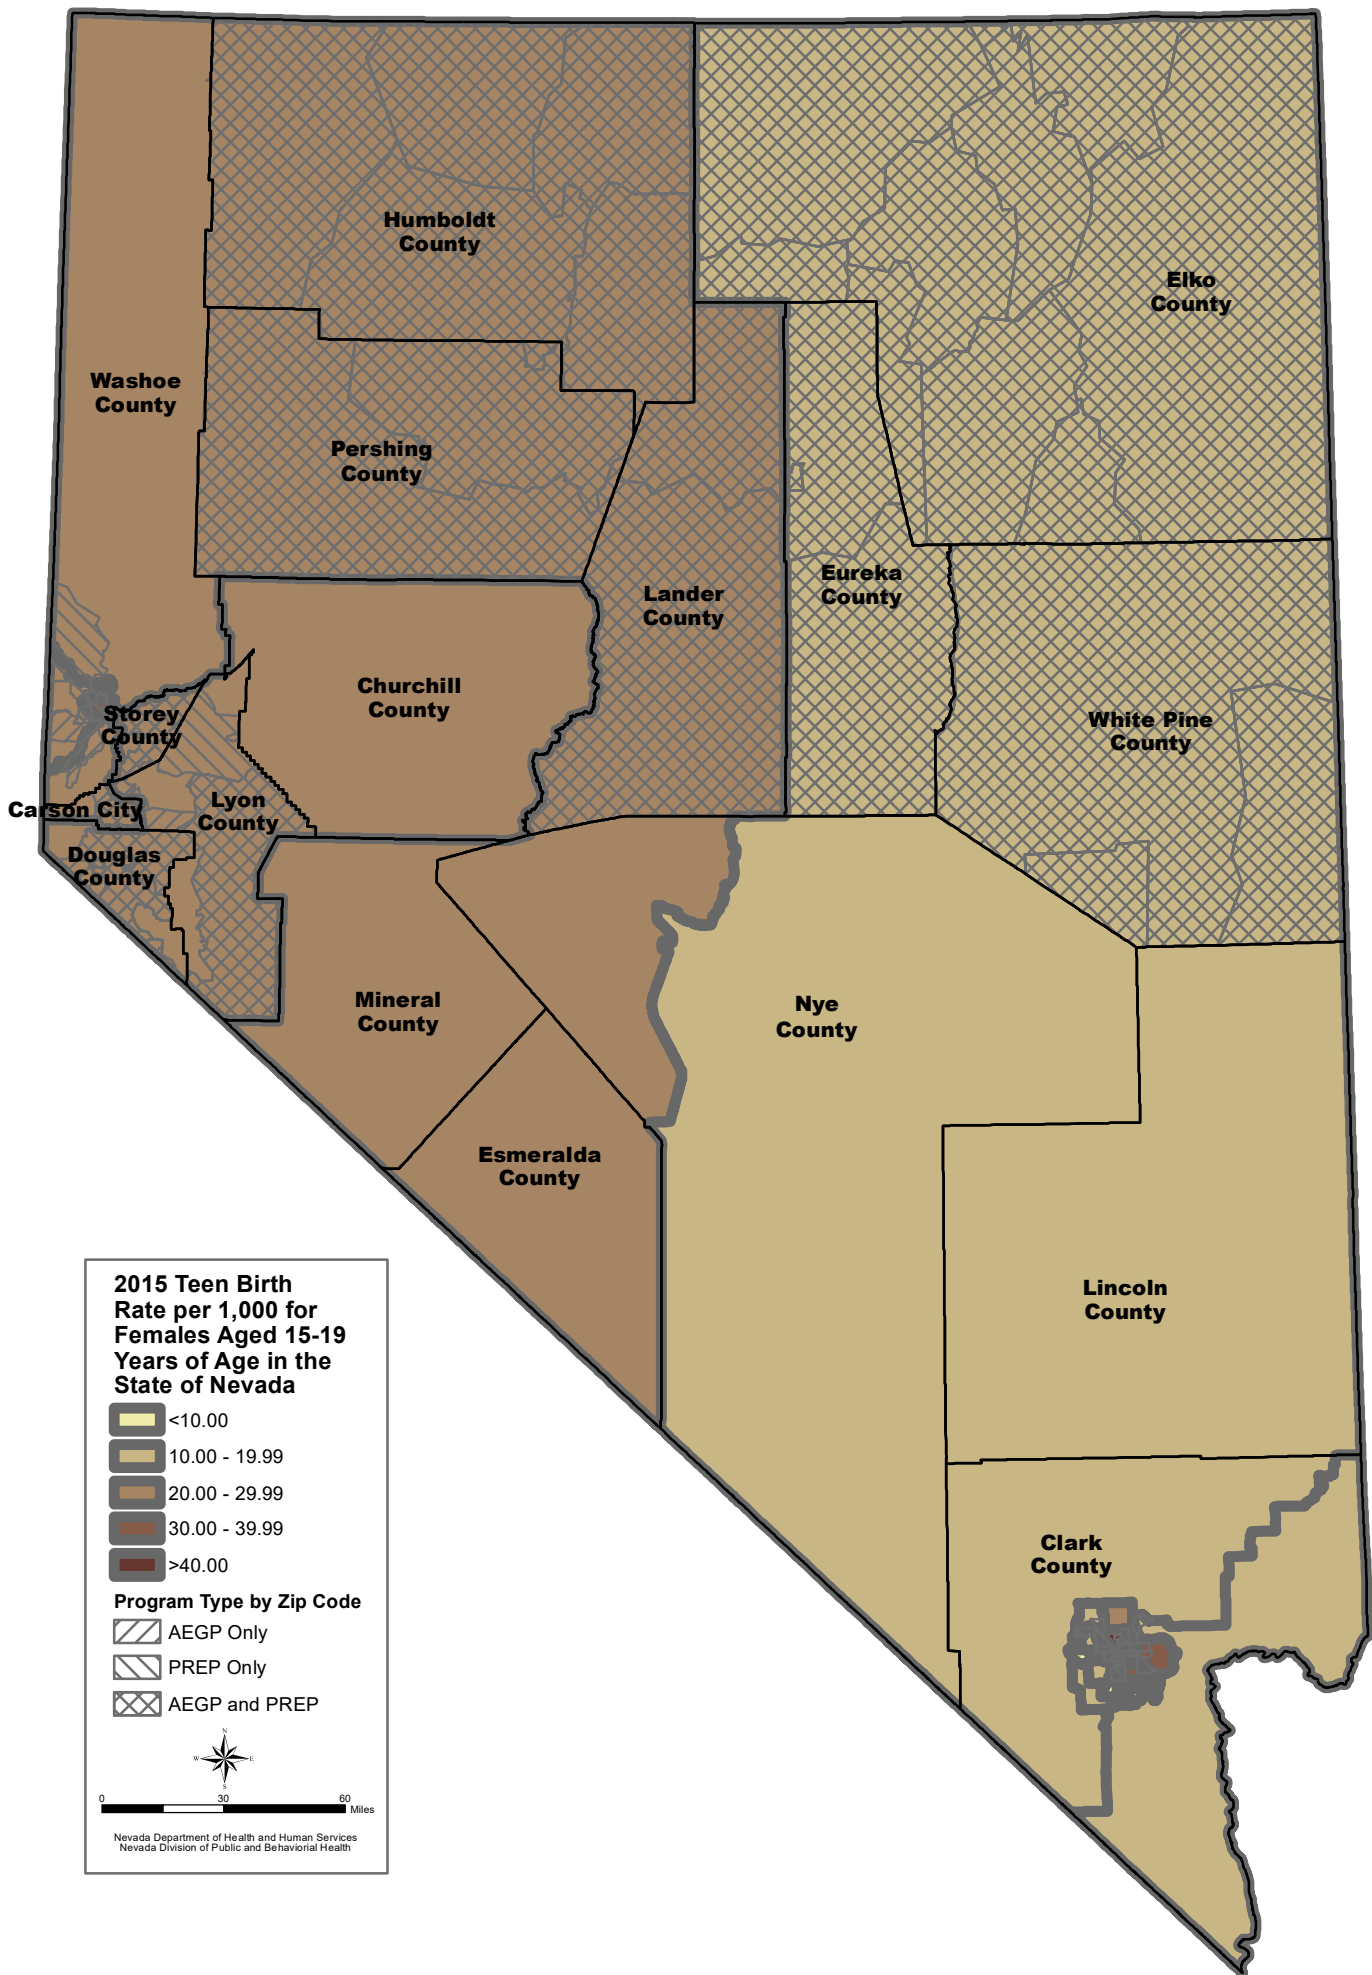 Humboldt
County
Elko
County
Washoe
County
Pershing
County
Eureka
County
Lander
County
Churchill
County
Storey
County
White Pine
County
Carson City
Lyon
County
Douglas
County
Mineral
County
Nye
County
Esmeralda
County
Lincoln
County
Clark
County
2015 Teen Birth
Rate per 1,000 for
Females Aged 15-19
Years of Age in the
State of Nevada
<10.00
10.00 - 19.99
20.00 - 29.99
30.00 - 39.99
>40.00
Program Type by Zip Code
AEGP Only
PREP Only
AEGP and PREP
N
W E
S
0 30 60
Miles
Nevada Department of Health and Human Services
Nevada Division of Public and Behaviorial Health